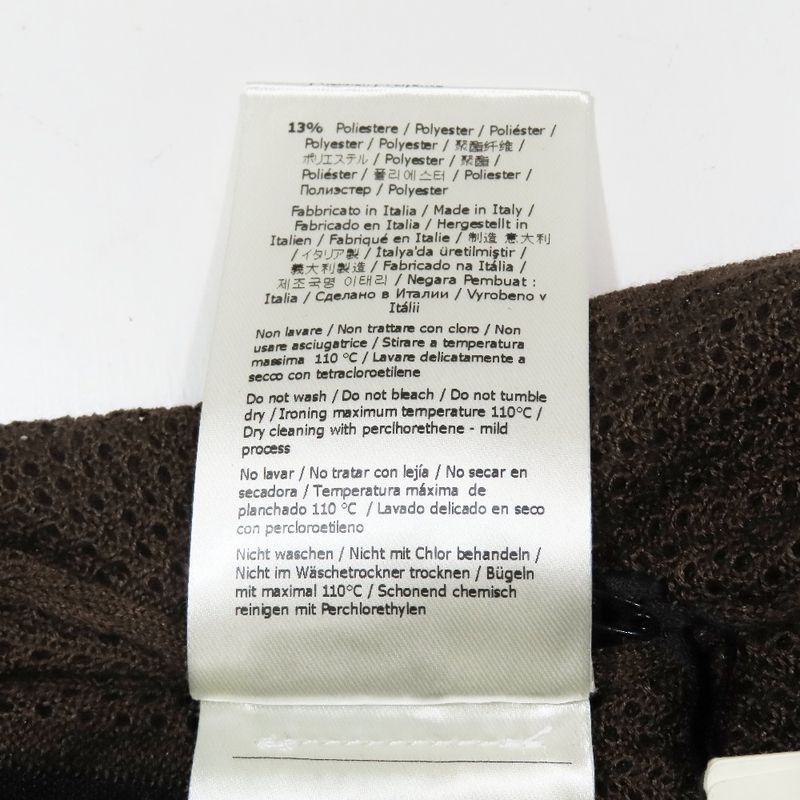 13% Poliestere / Polyester / Poliéster /
Polyester / Polyester / 聚酯纤维 /
ポリエステル / Polyester / 聚酯 /
Poliéster / 폴리에스터 / Poliester /
Полиэстер / Polyester
Fabbricato in Italia / Made in Italy /
Fabricado en Italia / Hergestellt in
Italien / Fabriqué en Italie / 制造 意大利
/ イタリア製 / İtalya'da üretilmiştir /
義大利製造 / Fabricado na Itália /
제조국명 이태리 / Negara Pembuat :
Italia / Сделано в Италии / Vyrobeno v
Itálii
Non lavare / Non trattare con cloro / Non
usare asciugatrice / Stirare a temperatura
massima 110 °C / Lavare delicatamente a
secco con tetracloroetilene
Do not wash / Do not bleach / Do not tumble
dry / Ironing maximum temperature 110°C /
Dry cleaning with perclhorethene - mild
process
No lavar / No tratar con lejía / No secar en
secadora / Temperatura máxima de
planchado 110 °C / Lavado delicado en seco
con percloroetileno
Nicht waschen / Nicht mit Chlor behandeln /
Nicht im Wäschetrockner trocknen / Bügeln
mit maximal 110°C / Schonend chemisch
reinigen mit Perchlorethylen